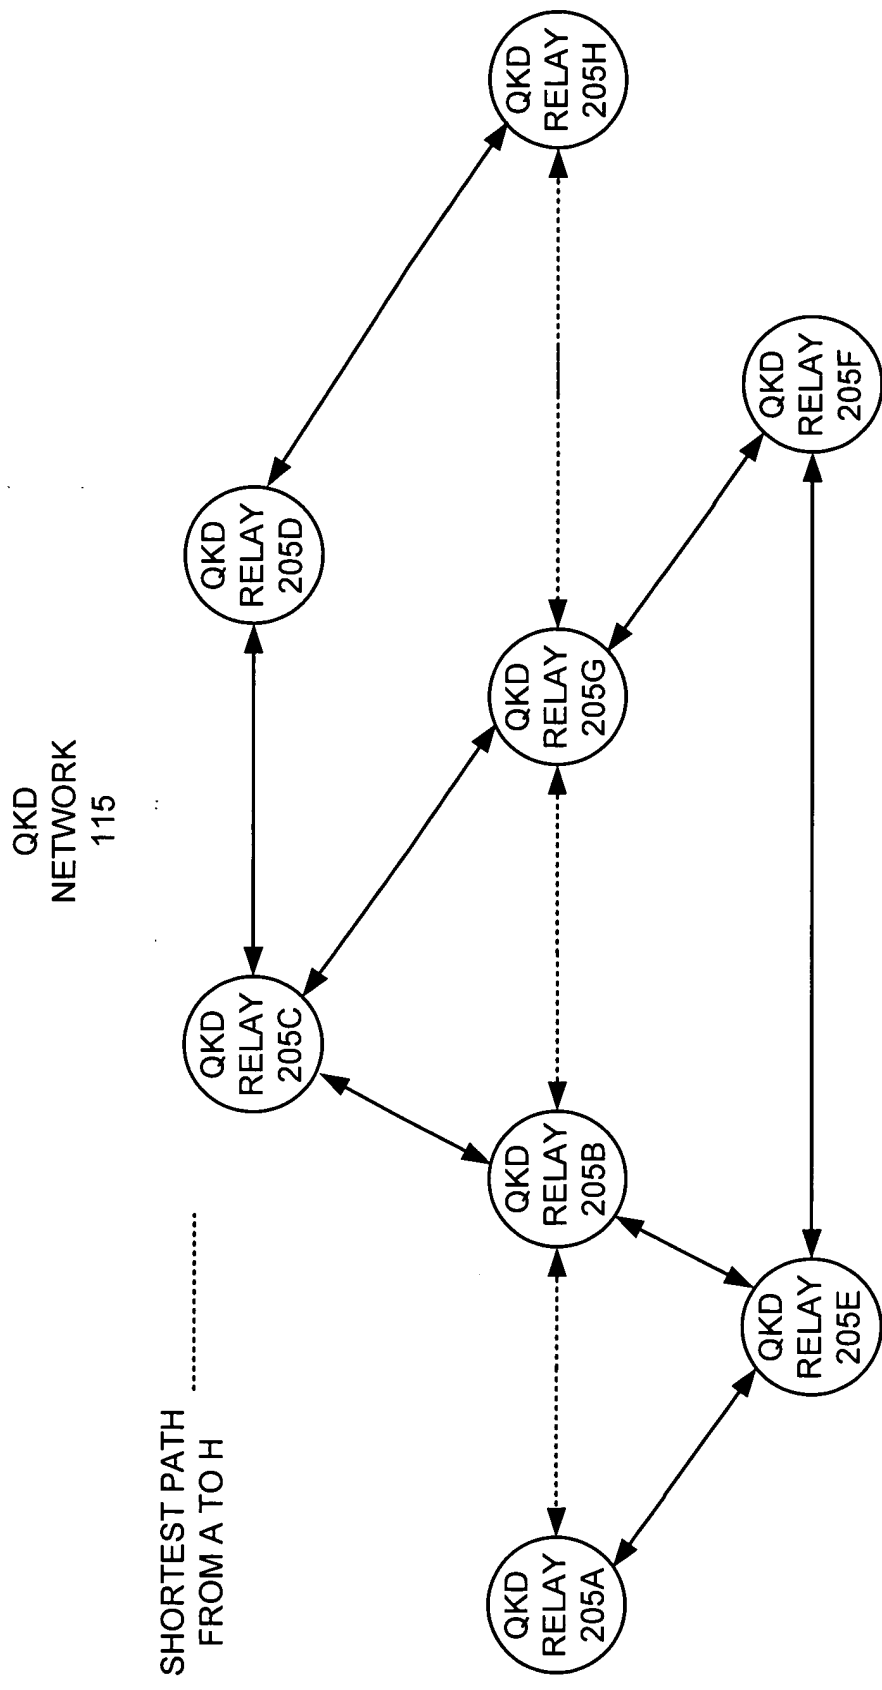 QKD
NETWORK
115
SHORTEST PATH
FROM A TO H
QKD
RELAY
205C
QKD
RELAY
205D
QKD
RELAY
205A
QKD
RELAY
205B
QKD
RELAY
205G
QKD
RELAY
205H
QKD
RELAY
205E
QKD
RELAY
205F